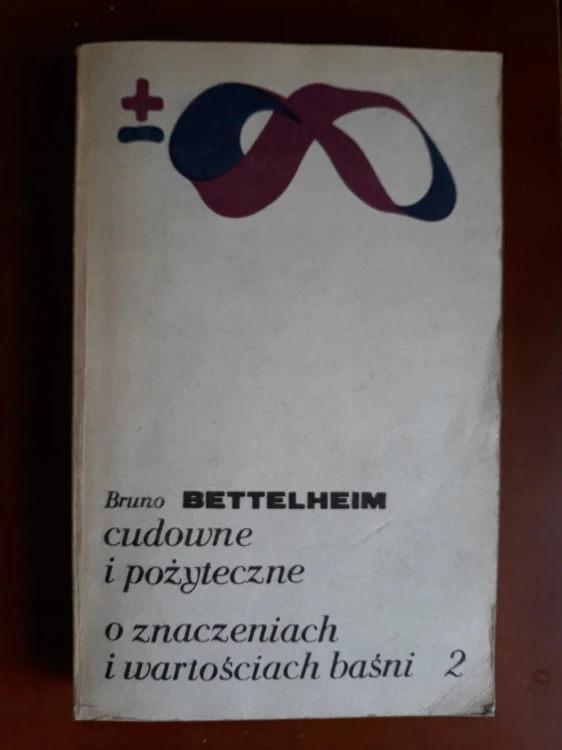 ±
Bruno BETTELHEIM
cudowne
i pożyteczne
o znaczeniach
i wartościach baśni 2